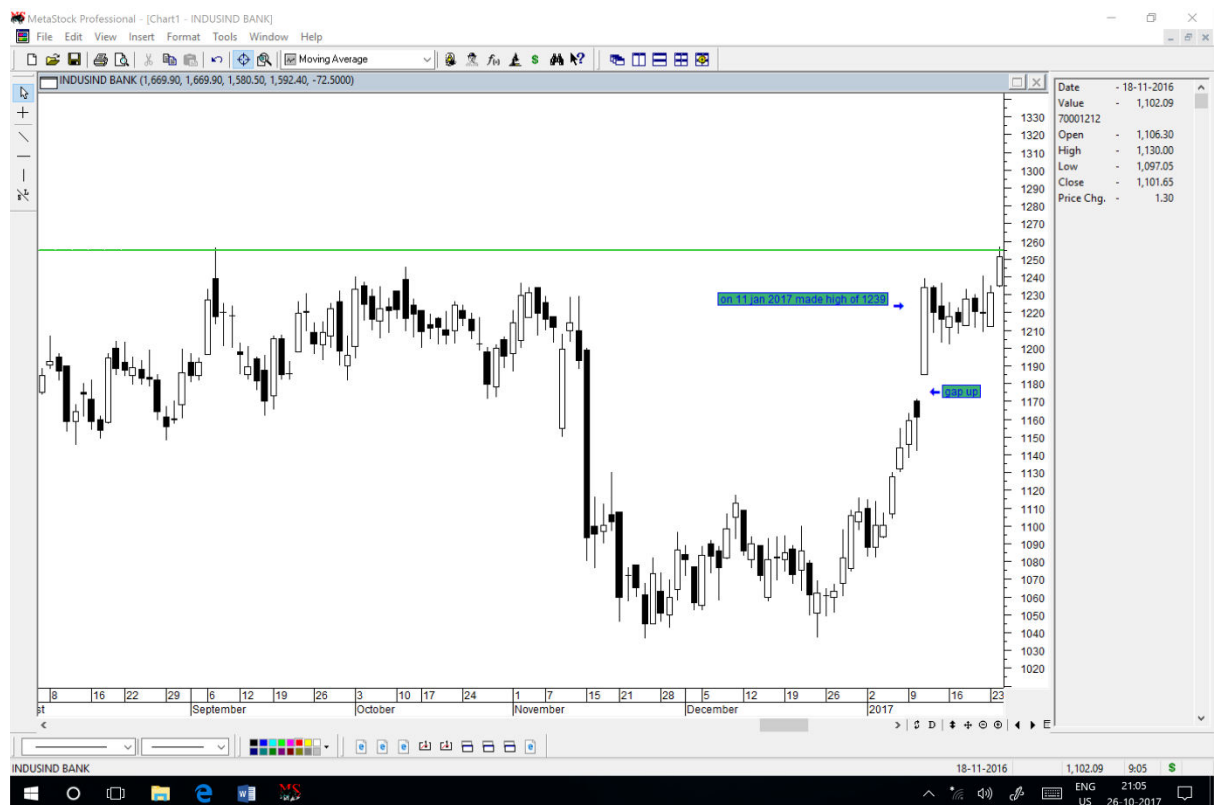 MetaStock Professional - [Chart1 - INDUSIND BANK]
File Edit View Insert Format Tools Window Help
Moving Average
INDUSIND BANK (1,669.90, 1,669.90, 1,580.50, 1,592.40, -72.5000)
Date - 18-11-2016
Value - 1,102.09
70001212
Open - 1,106.30
High - 1,130.00
Low - 1,097.05
Close - 1,101.65
Price Chg. - 1.30
1330
1320
1310
1300
1290
1280
1270
1260
1250
1240
1230
1220
1210
1200
1190
1180
1170
1160
1150
1140
1130
1120
1110
1100
1090
1080
1070
1060
1050
1040
1030
1020
on 11 jan 2017 made high of 1239
gap up
8 16 22 29 6 12 19 26 3 10 17 24 1 7 15 21 28 5 12 19 26 2 9 16 23
st September October November December 2017
D
E
INDUSIND BANK 18-11-2016 1,102.09 9:05 $
ENG 21:05
US 26-10-2017